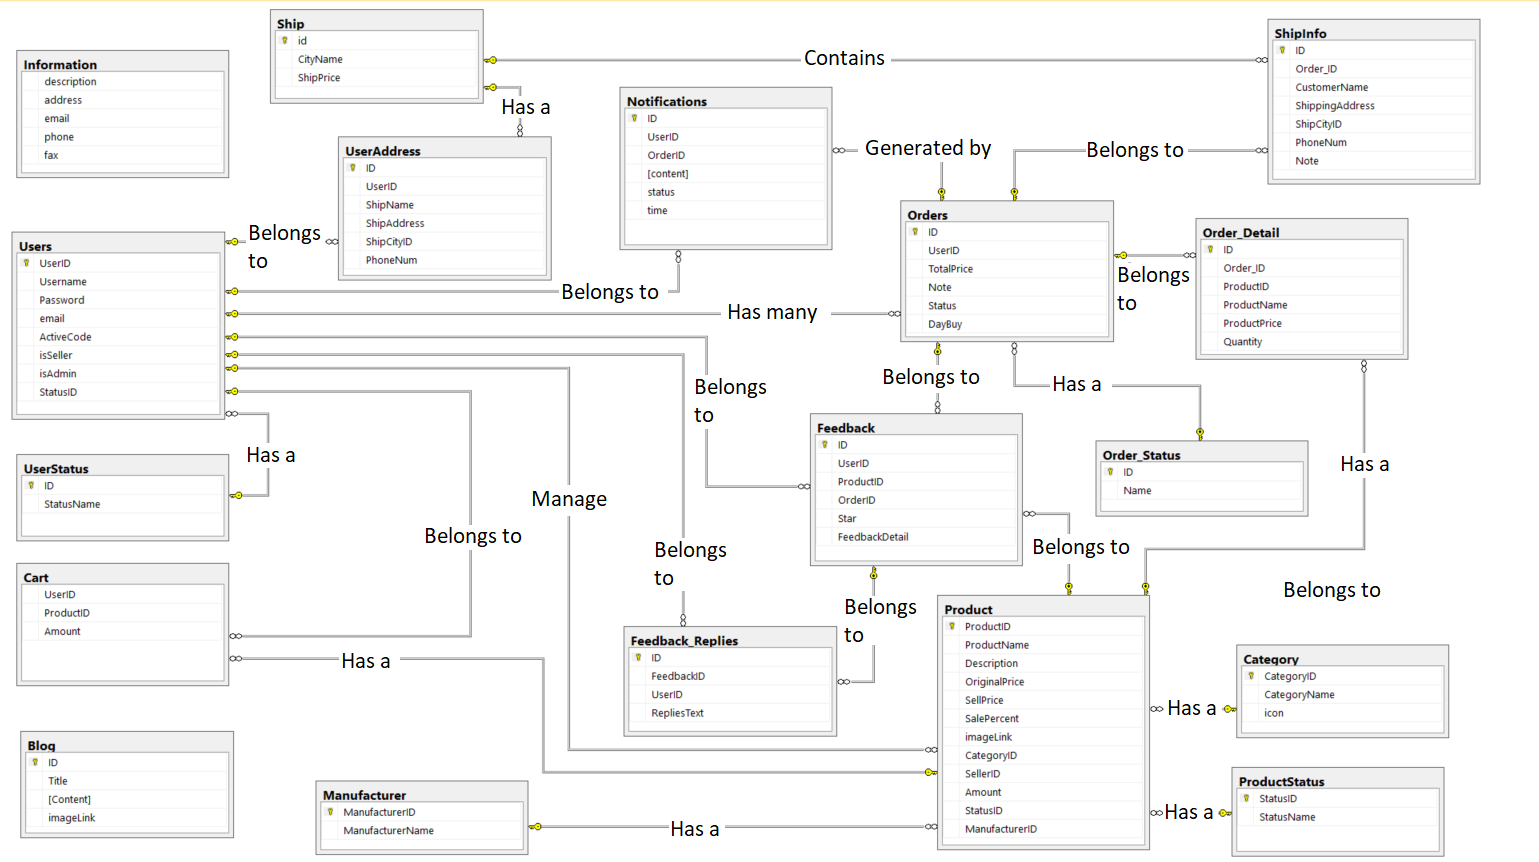 Ship
id
CityName
ShipPrice
Information
description
address
email
phone
fax
Contains
ShipInfo
ID
Order_ID
CustomerName
ShippingAddress
ShipCityID
PhoneNum
Note
Has a
Notifications
ID
UserID
OrderID
[content]
status
time
Generated by
Belongs to
UserAddress
ID
UserID
ShipName
ShipAddress
ShipCityID
PhoneNum
Belongs
to
Users
UserID
Username
Password
email
ActiveCode
isSeller
isAdmin
StatusID
Orders
ID
UserID
TotalPrice
Note
Status
DayBuy
Order_Detail
ID
Order_ID
ProductID
ProductName
ProductPrice
Quantity
Belongs
to
Belongs to
Has many
Belongs
to
Belongs to
Has a
Feedback
ID
UserID
ProductID
OrderID
Star
FeedbackDetail
Order_Status
ID
Name
Has a
Has a
UserStatus
ID
StatusName
Manage
Belongs to
Belongs
to
Belongs to
Belongs to
Cart
UserID
ProductID
Amount
Has a
Belongs
to
Feedback_Replies
ID
FeedbackID
UserID
RepliesText
Product
ProductID
ProductName
Description
OriginalPrice
SellPrice
SalePercent
imageLink
CategoryID
SellerID
Amount
StatusID
ManufacturerID
Category
CategoryID
CategoryName
icon
Has a
Blog
ID
Title
[Content]
imageLink
Manufacturer
ManufacturerID
ManufacturerName
Has a
Has a
ProductStatus
StatusID
StatusName